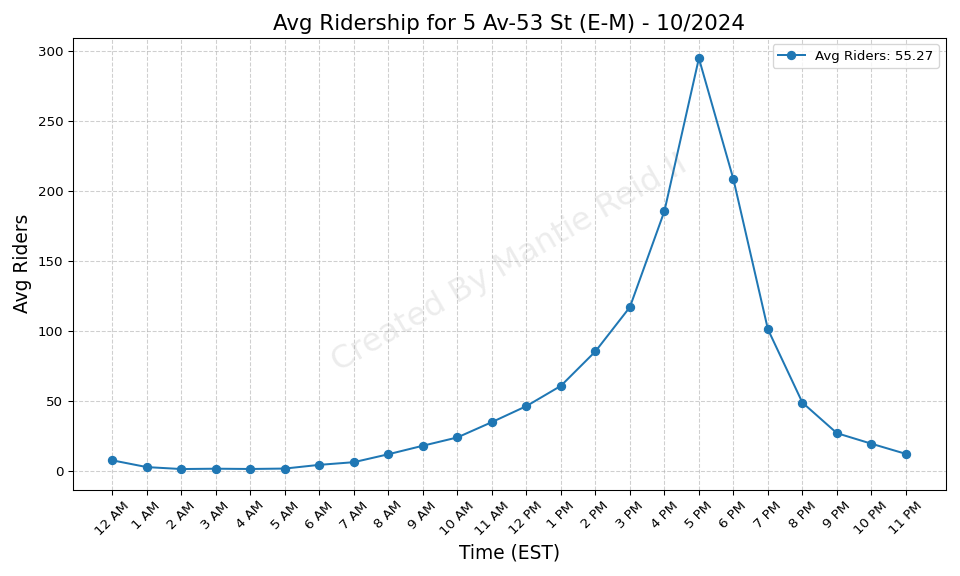 Avg Ridership for 5 Av-53 St (E-M) - 10/2024
Avg Riders: 55.27
300
250
200
150
100
50
0
Avg Riders
Created By Mantle Reid II
12 AM
1 AM
2 AM
3 AM
4 AM
5 AM
6 AM
7 AM
8 AM
9 AM
10 AM
11 AM
12 PM
1 PM
2 PM
3 PM
4 PM
5 PM
6 PM
7 PM
8 PM
9 PM
10 PM
11 PM
Time (EST)